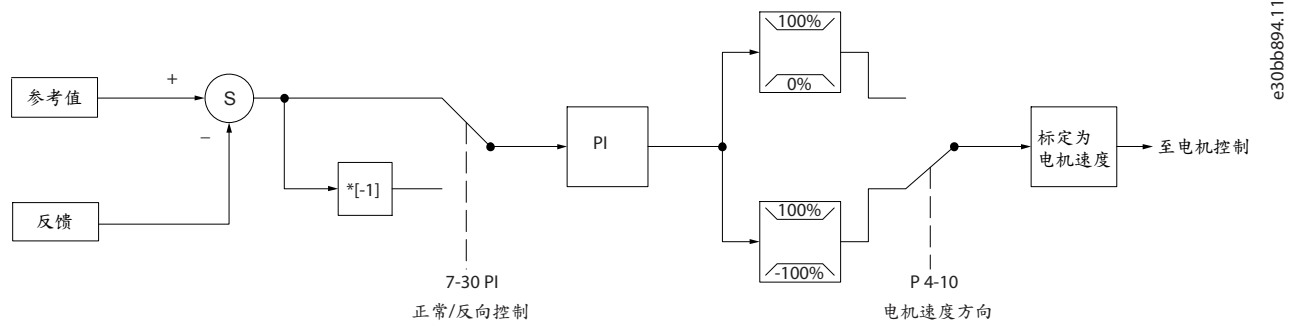 e30bb894.11
100%
0%
+
参考值
S
−
PI
标定为
电机速度
至电机控制
*[-1]
反馈
100%
-100%
7-30 PI
正常/反向控制
P 4-10
电机速度方向